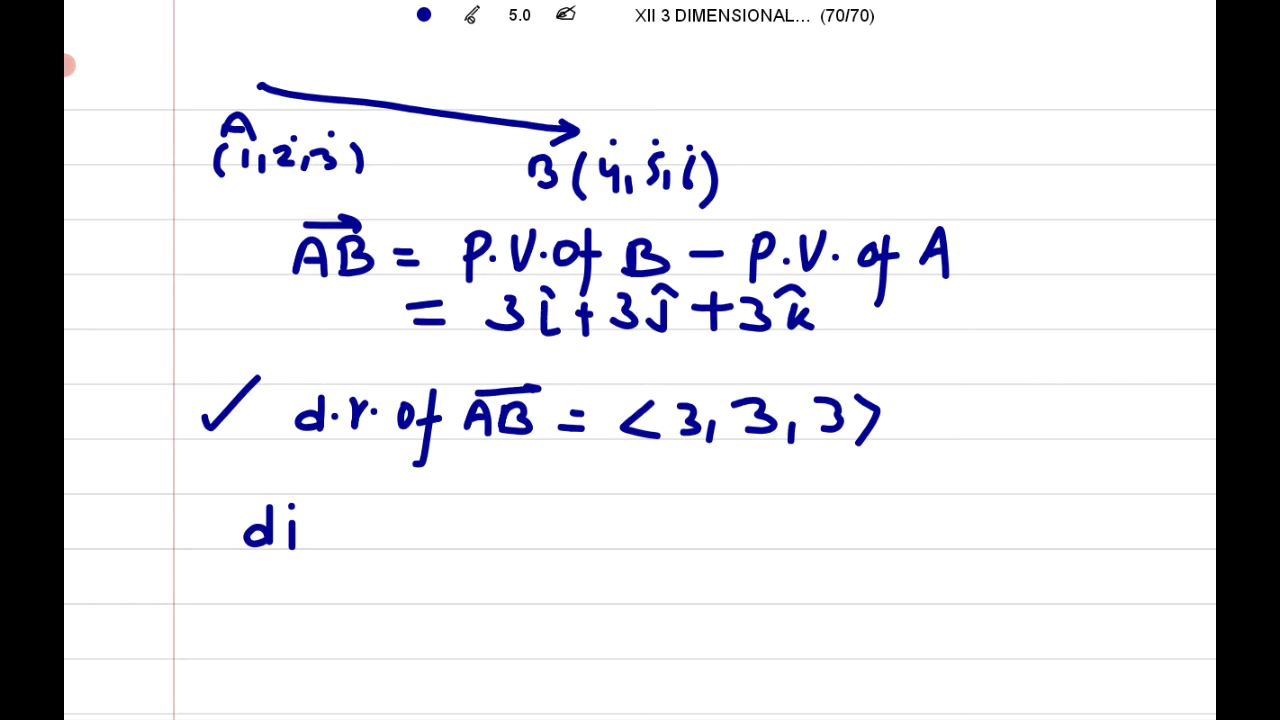 5.0 XII 3 DIMENSIONAL... (70/70)
A
(1, 2, 3)
B (4, 5, 6)
AB = P.V. of B - P.V. of A
= 3î + 3ĵ + 3k̂
✓ d.r. of AB = < 3, 3, 3 >
di